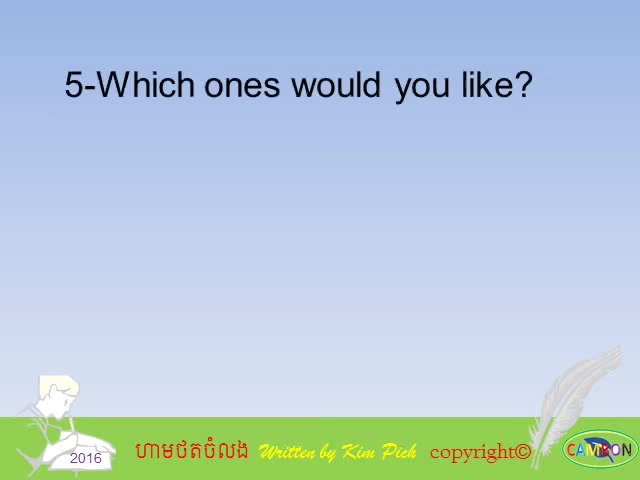 5-Which ones would you like?
2016 ហាមថតចំលង Written by Kim Pich copyright© CAMBON